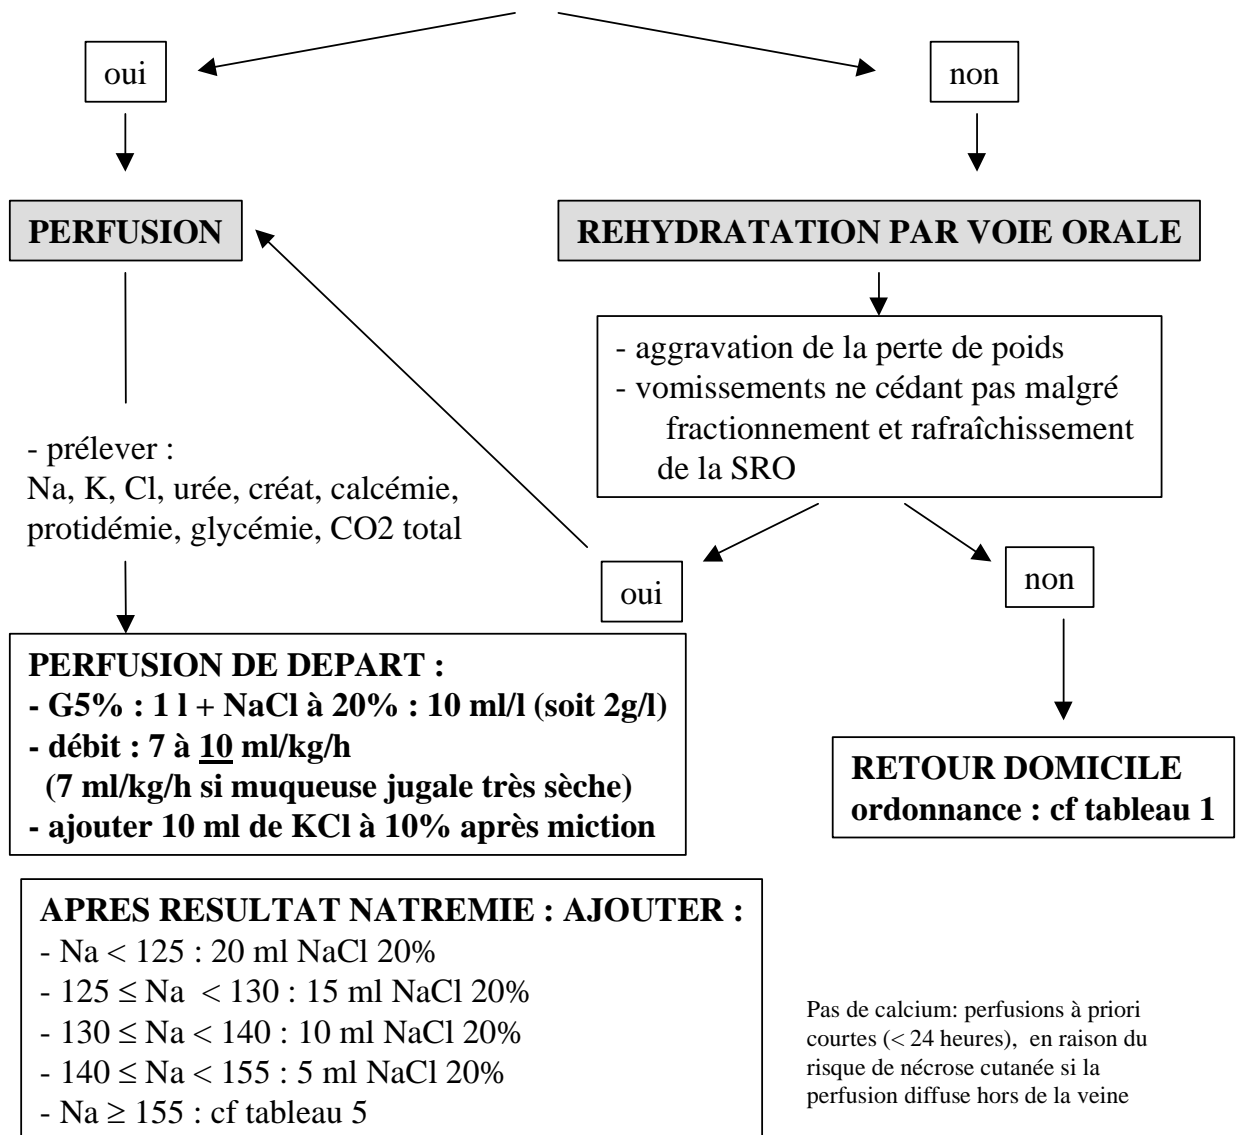 oui
non
PERFUSION
REHYDRATATION PAR VOIE ORALE
- aggravation de la perte de poids
- vomissements ne cédant pas malgré
fractionnement et rafraîchissement
de la SRO
- prélever :
Na, K, Cl, urée, créat, calcémie,
protidémie, glycémie, CO2 total
oui
non
PERFUSION DE DEPART :
- G5% : 1 l + NaCl à 20% : 10 ml/l (soit 2g/l)
- débit : 7 à 10 ml/kg/h
(7 ml/kg/h si muqueuse jugale très sèche)
- ajouter 10 ml de KCl à 10% après miction
RETOUR DOMICILE
ordonnance : cf tableau 1
APRES RESULTAT NATREMIE : AJOUTER :
- Na < 125 : 20 ml NaCl 20%
- 125 ≤ Na < 130 : 15 ml NaCl 20%
- 130 ≤ Na < 140 : 10 ml NaCl 20%
- 140 ≤ Na < 155 : 5 ml NaCl 20%
- Na ≥ 155 : cf tableau 5
Pas de calcium: perfusions à priori
courtes (< 24 heures), en raison du
risque de nécrose cutanée si la
perfusion diffuse hors de la veine